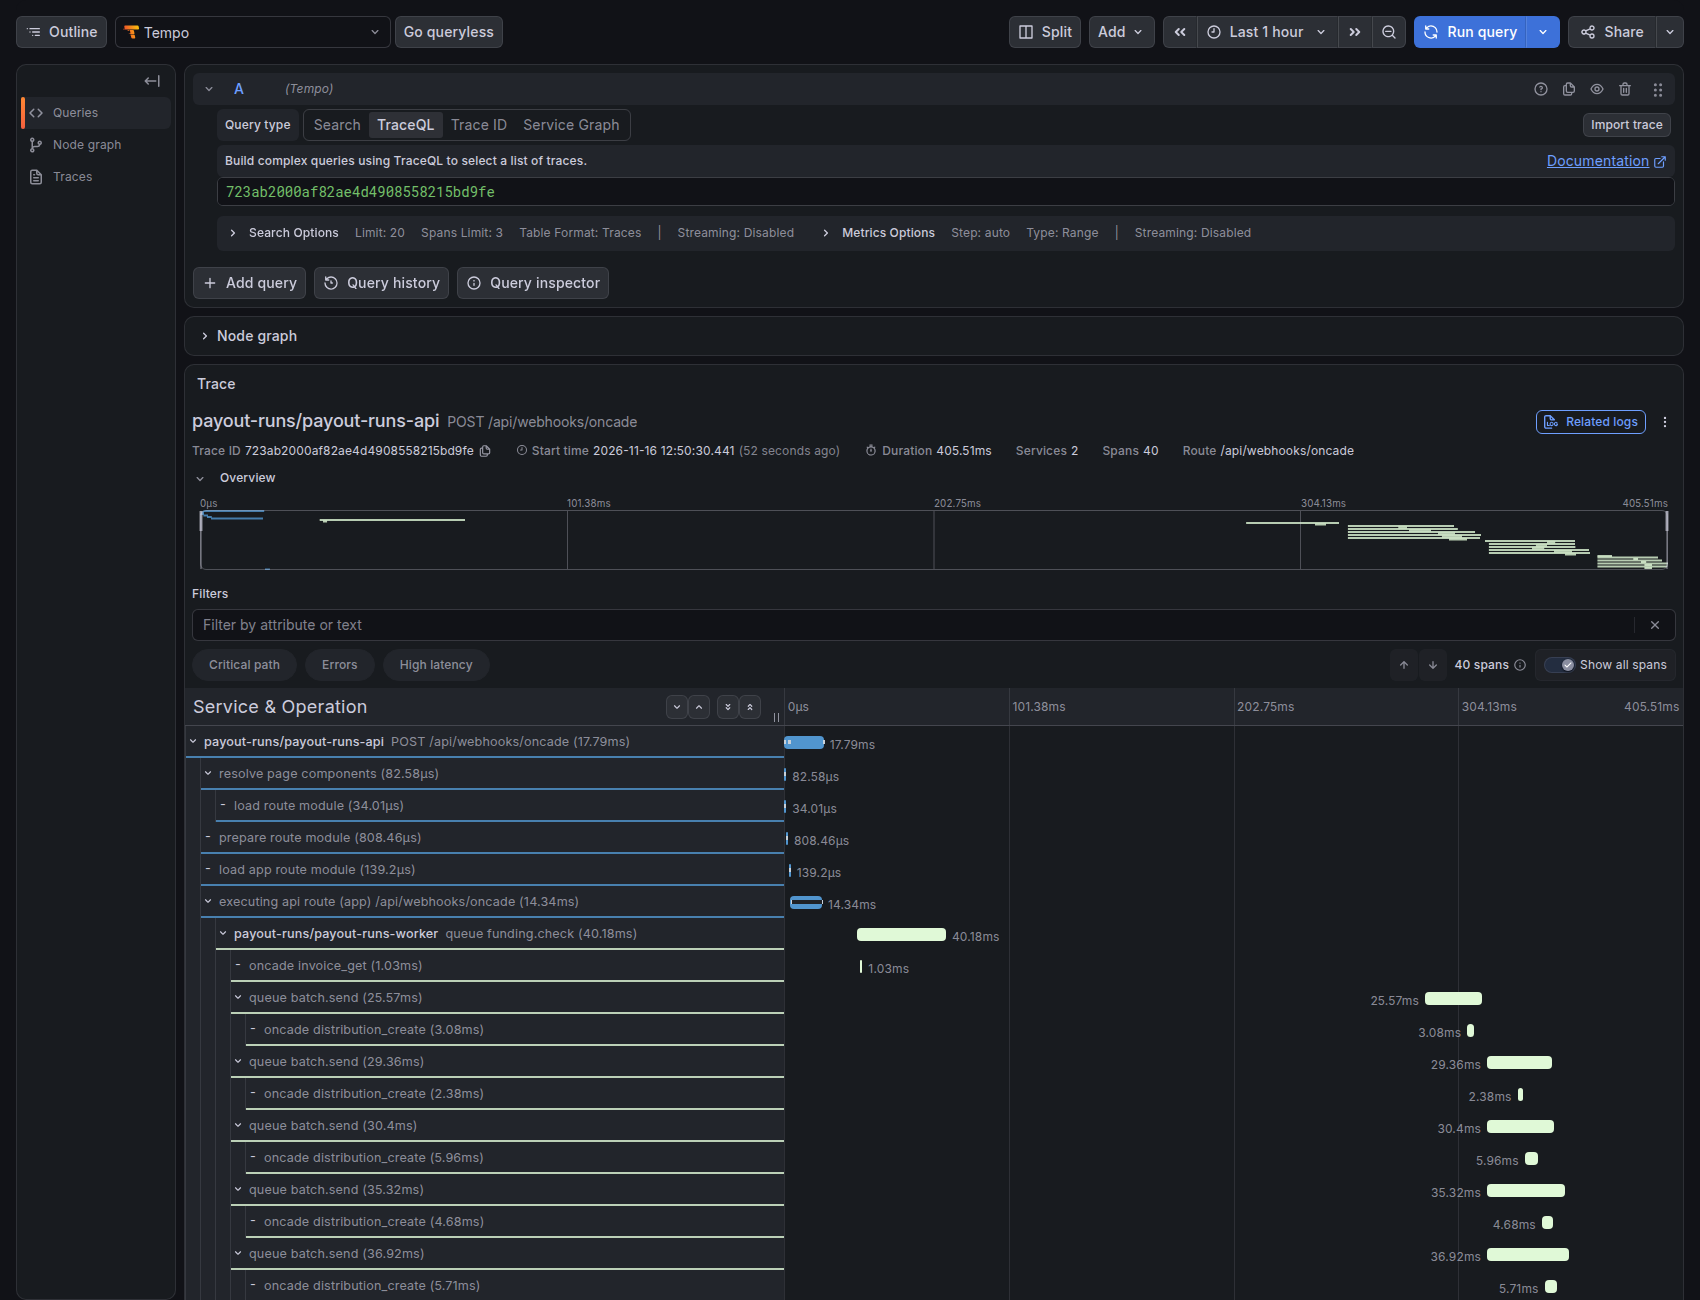 Outline
Tempo
Go queryless
Split
Add
Last 1 hour
Run query
Share
Queries
Node graph
Traces
A (Tempo)
Query type Search TraceQL Trace ID Service Graph Import trace
Build complex queries using TraceQL to select a list of traces. Documentation
723ab2000af82ae4d4908558215bd9fe
Search Options Limit: 20 Spans Limit: 3 Table Format: Traces | Streaming: Disabled Metrics Options Step: auto Type: Range | Streaming: Disabled
Add query Query history Query inspector
Node graph
Trace
payout-runs/payout-runs-api POST /api/webhooks/oncade Related logs
Trace ID 723ab2000af82ae4d4908558215bd9fe Start time 2026-11-16 12:50:30.441 (52 seconds ago) Duration 405.51ms Services 2 Spans 40 Route /api/webhooks/oncade
Overview
0μs 101.38ms 202.75ms 304.13ms 405.51ms
Filters
Filter by attribute or text
Critical path Errors High latency 40 spans Show all spans
Service & Operation 0μs 101.38ms 202.75ms 304.13ms 405.51ms
payout-runs/payout-runs-api POST /api/webhooks/oncade (17.79ms) 17.79ms
resolve page components (82.58μs) 82.58μs
load route module (34.01μs) 34.01μs
prepare route module (808.46μs) 808.46μs
load app route module (139.2μs) 139.2μs
executing api route (app) /api/webhooks/oncade (14.34ms) 14.34ms
payout-runs/payout-runs-worker queue funding.check (40.18ms) 40.18ms
oncade invoice_get (1.03ms) 1.03ms
queue batch.send (25.57ms) 25.57ms
oncade distribution_create (3.08ms) 3.08ms
queue batch.send (29.36ms) 29.36ms
oncade distribution_create (2.38ms) 2.38ms
queue batch.send (30.4ms) 30.4ms
oncade distribution_create (5.96ms) 5.96ms
queue batch.send (35.32ms) 35.32ms
oncade distribution_create (4.68ms) 4.68ms
queue batch.send (36.92ms) 36.92ms
oncade distribution_create (5.71ms) 5.71ms